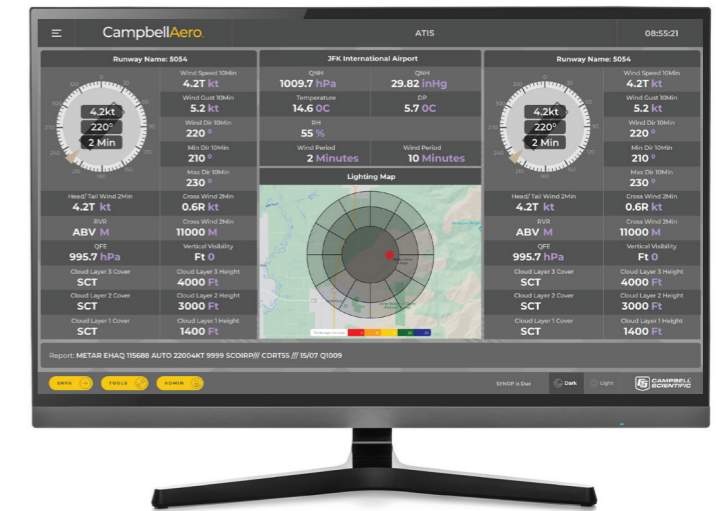 CampbellAero.
ATIS
08:55:21
Runway Name: S054
4.2kt
220°
2 Min
Wind Speed 10Min
4.2T kt
Wind Gust 10Min
5.2 kt
Wind Dir 10Min
220 °
Min Dir 10Min
210 °
Max Dir 10Min
230 °
Head/ Tail Wind 2Min
4.2T kt
Cross Wind 2Min
0.6R kt
RVR
ABV M
Cross Wind 2Min
11000 M
QFE
995.7 hPa
Vertical Visibility
Ft 0
Cloud Layer 3 Cover
SCT
Cloud Layer 3 Height
4000 Ft
Cloud Layer 2 Cover
SCT
Cloud Layer 2 Height
3000 Ft
Cloud Layer 1 Cover
SCT
Cloud Layer 1 Height
1400 Ft
JFK International Airport
QNH
1009.7 hPa
QNH
29.82 inHg
Temperature
14.6 0C
DP
5.7 0C
RH
55 %
Wind Period
2 Minutes
Wind Period
10 Minutes
Lighting Map
Runway Name: S054
4.2kt
220°
2 Min
Wind Speed 10Min
4.2T kt
Wind Gust 10Min
5.2 kt
Wind Dir 10Min
220 °
Min Dir 10Min
210 °
Max Dir 10Min
230 °
Head/ Tail Wind 2Min
4.2T kt
Cross Wind 2Min
0.6R kt
RVR
ABV M
Cross Wind 2Min
11000 M
QFE
995.7 hPa
Vertical Visibility
Ft 0
Cloud Layer 3 Cover
SCT
Cloud Layer 3 Height
4000 Ft
Cloud Layer 2 Cover
SCT
Cloud Layer 2 Height
3000 Ft
Cloud Layer 1 Cover
SCT
Cloud Layer 1 Height
1400 Ft
Report: METAR EHAQ 115688 AUTO 22004KT 9999 SCOIRP/// CDRTSS /// 15/07 Q1009
TOOLS
ADMIN
SYNOP is Due
Dark
Light
CAMPBELL
SCIENTIFIC